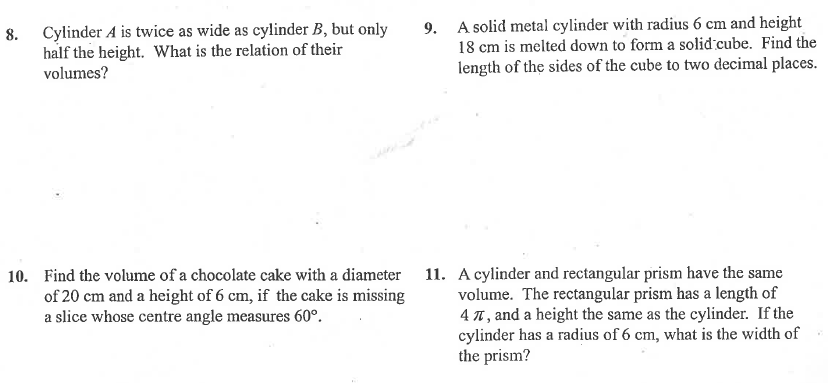 8. Cylinder A is twice as wide as cylinder B, but only
half the height. What is the relation of their
volumes?
9. A solid metal cylinder with radius 6 cm and height
18 cm is melted down to form a solid cube. Find the
length of the sides of the cube to two decimal places.
10. Find the volume of a chocolate cake with a diameter
of 20 cm and a height of 6 cm, if the cake is missing
a slice whose centre angle measures 60°.
11. A cylinder and rectangular prism have the same
volume. The rectangular prism has a length of
4 π, and a height the same as the cylinder. If the
cylinder has a radius of 6 cm, what is the width of
the prism?